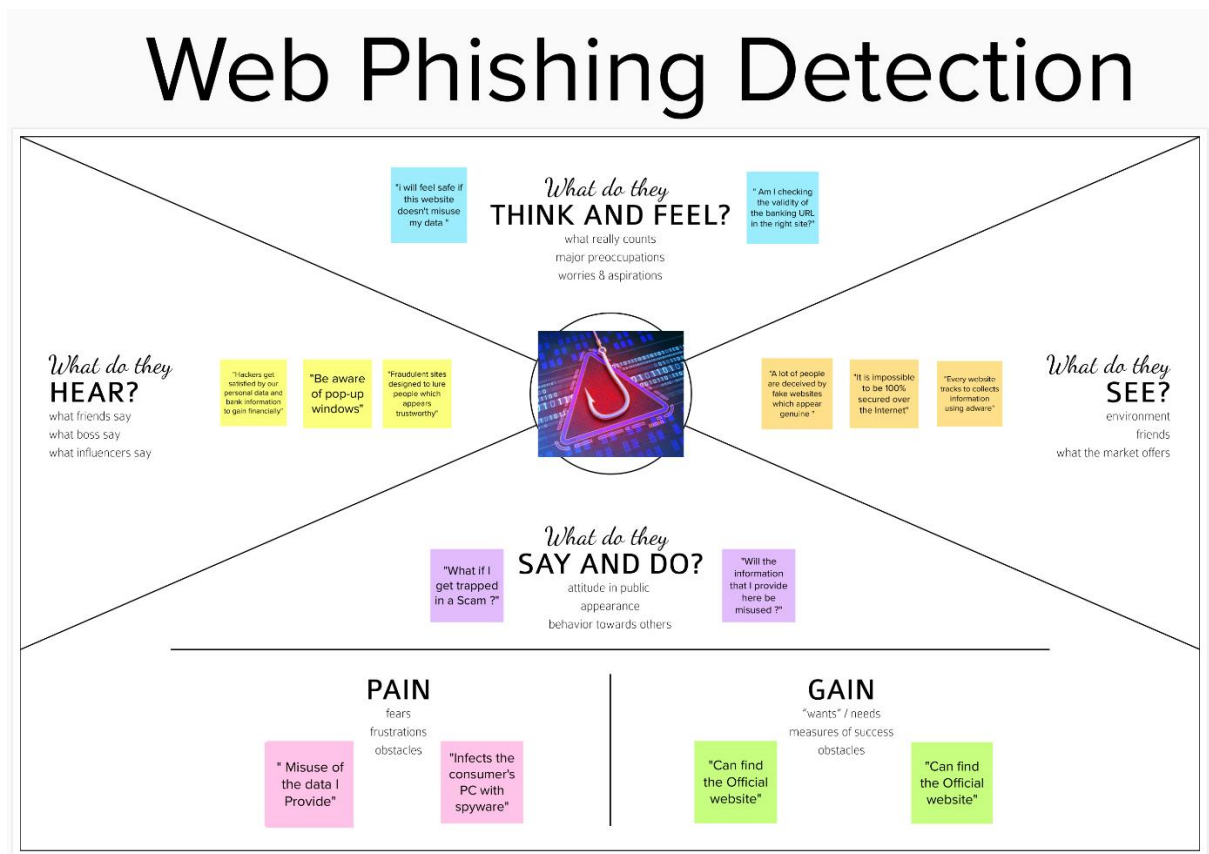 Web Phishing Detection
"i will feel safe if
this website
doesn't misuse
my data "
What do they
THINK AND FEEL?
what really counts
major preoccupations
worries & aspirations
" Am I checking
the validity of
the banking URL
in the right site?"
What do they
HEAR?
what friends say
what boss say
what influencers say
"Hackers get
satisfied by our
personal data and
bank information
to gain financially"
"Be aware
of pop-up
windows"
"Fraudulent sites
designed to lure
people which
appears
trustworthy"
"A lot of people
are deceived by
fake websites
which appear
genuine "
"It is impossible
to be 100%
secured over
the Internet"
"Every website
tracks to collects
information
using adware"
What do they
SEE?
environment
friends
what the market offers
"What if I
get trapped
in a Scam ?"
What do they
SAY AND DO?
attitude in public
appearance
behavior towards others
"Will the
information
that I provide
here be
misused ?"
PAIN
fears
frustrations
obstacles
" Misuse of
the data I
Provide"
"Infects the
consumer's
PC with
spyware"
GAIN
"wants" / needs
measures of success
obstacles
"Can find
the Official
website"
"Can find
the Official
website"